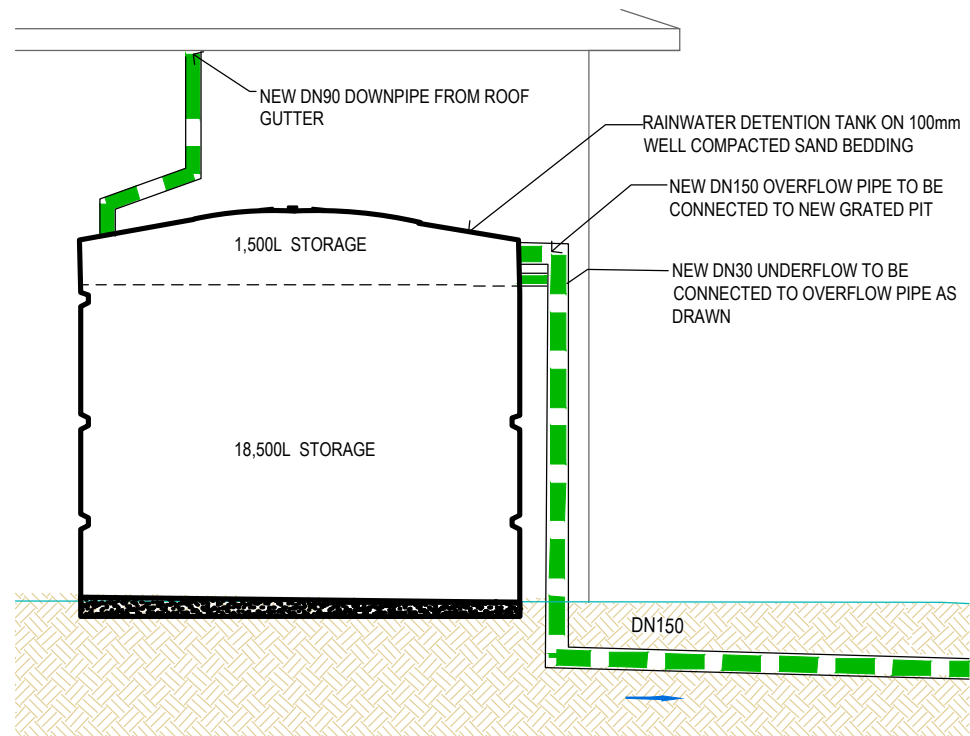 NEW DN90 DOWNPIPE FROM ROOF
GUTTER
RAINWATER DETENTION TANK ON 100mm
WELL COMPACTED SAND BEDDING
NEW DN150 OVERFLOW PIPE TO BE
CONNECTED TO NEW GRATED PIT
1,500L STORAGE
NEW DN30 UNDERFLOW TO BE
CONNECTED TO OVERFLOW PIPE AS
DRAWN
18,500L STORAGE
DN150